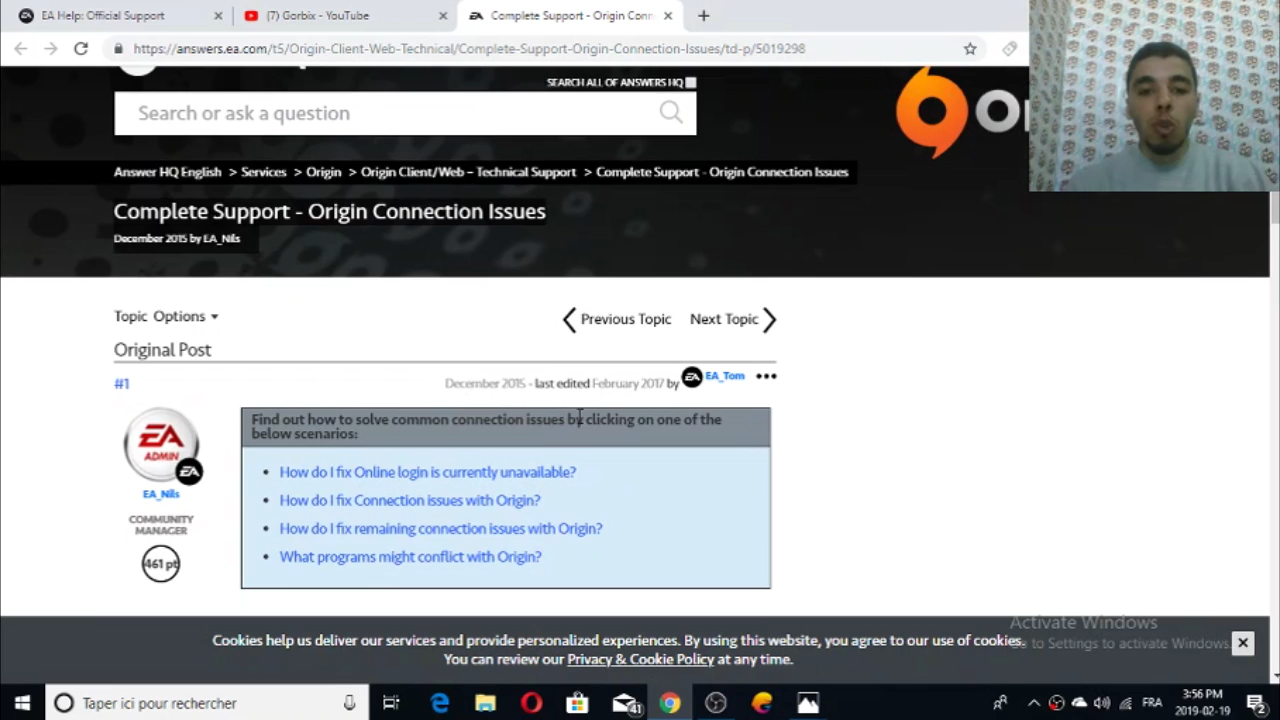 EA Help: Official Support
(7) Gorbix - YouTube
Complete Support - Origin Conn
https://answers.ea.com/t5/Origin-Client-Web-Technical/Complete-Support-Origin-Connection-Issues/td-p/5019298
SEARCH ALL OF ANSWERS HQ
Search or ask a question
Answer HQ English > Services > Origin > Origin Client/Web – Technical Support > Complete Support - Origin Connection Issues
Complete Support - Origin Connection Issues
December 2015 by EA_Nils
Topic Options
Previous Topic Next Topic
Original Post
#1
December 2015 - last edited February 2017 by EA_Tom
EA
ADMIN
EA_Nils
COMMUNITY
MANAGER
461 pt
Find out how to solve common connection issues by clicking on one of the
below scenarios:
• How do I fix Online login is currently unavailable?
• How do I fix Connection issues with Origin?
• How do I fix remaining connection issues with Origin?
• What programs might conflict with Origin?
Activate Windows
Go to Settings to activate Windows.
Cookies help us deliver our services and provide personalized experiences. By using this website, you agree to our use of cookies.
You can review our Privacy & Cookie Policy at any time.
Taper ici pour rechercher
41
FRA
3:56 PM
2019-02-19
2